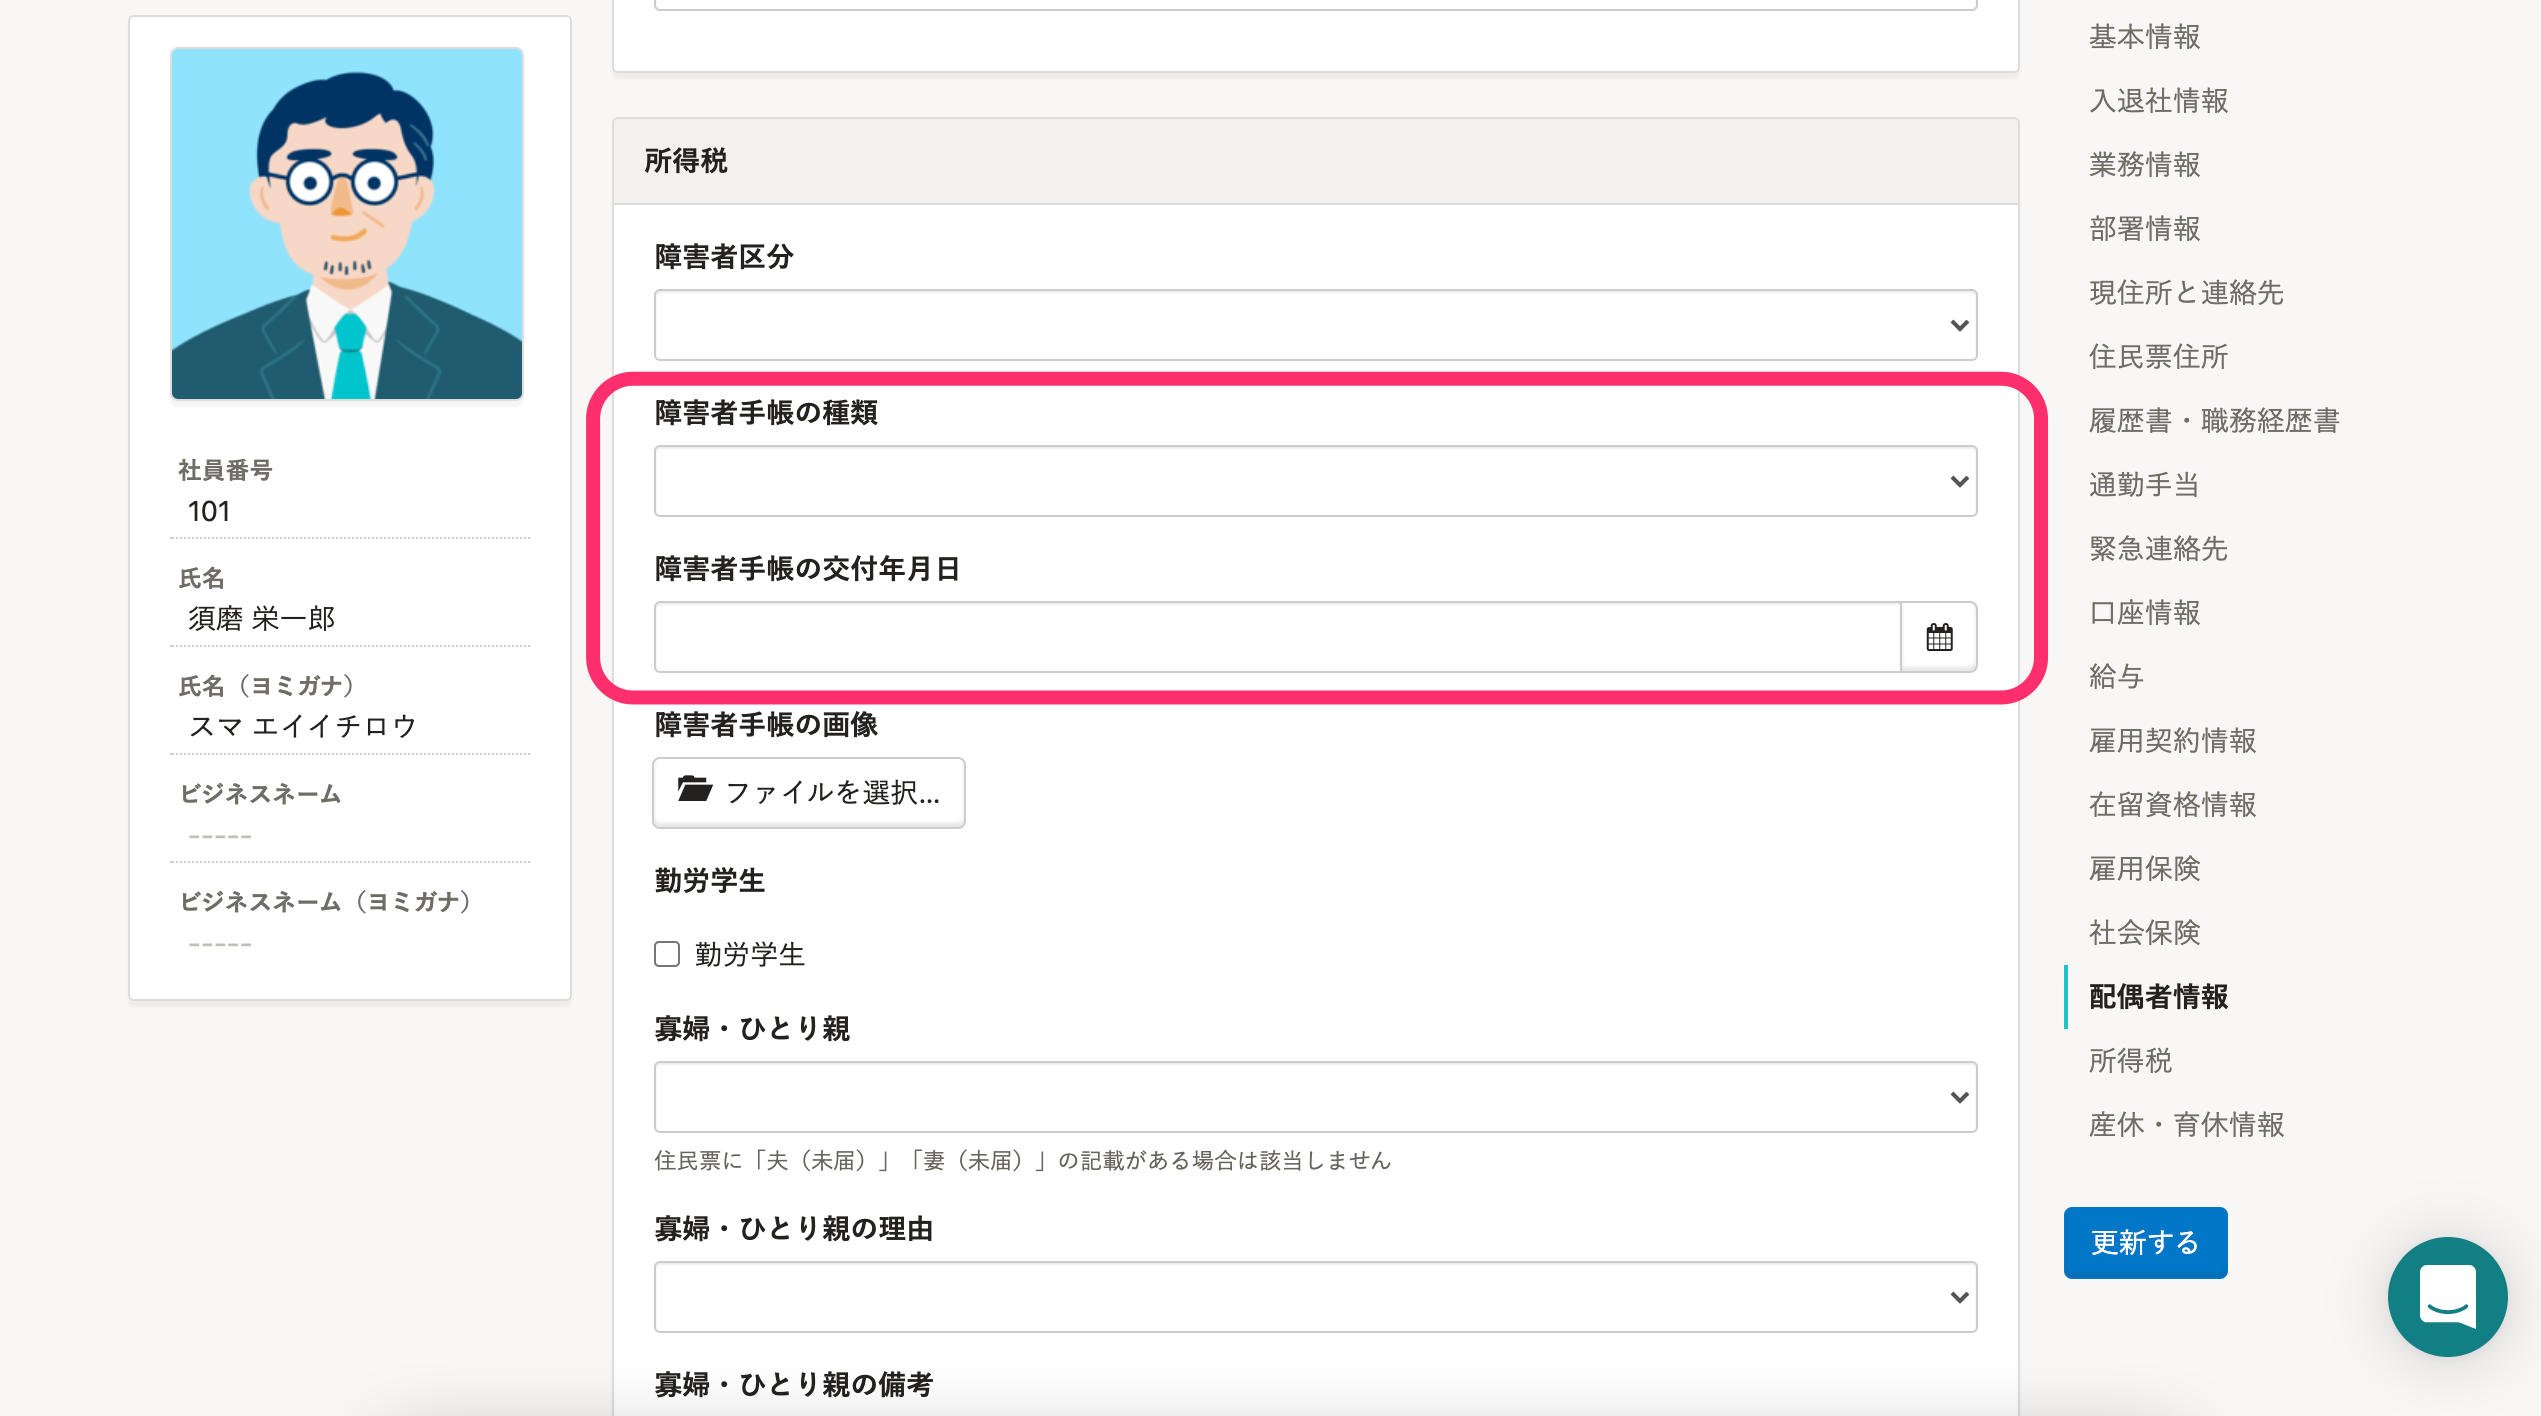 社員番号
101
氏名
須磨 栄一郎
氏名（ヨミガナ）
スマ エイイチロウ
ビジネスネーム
-----
ビジネスネーム（ヨミガナ）
-----
所得税
障害者区分
障害者手帳の種類
障害者手帳の交付年月日
障害者手帳の画像
ファイルを選択...
勤労学生
勤労学生
寡婦・ひとり親
住民票に「夫（未届）」「妻（未届）」の記載がある場合は該当しません
寡婦・ひとり親の理由
寡婦・ひとり親の備考
基本情報
入退社情報
業務情報
部署情報
現住所と連絡先
住民票住所
履歴書・職務経歴書
通勤手当
緊急連絡先
口座情報
給与
雇用契約情報
在留資格情報
雇用保険
社会保険
配偶者情報
所得税
産休・育休情報
更新する